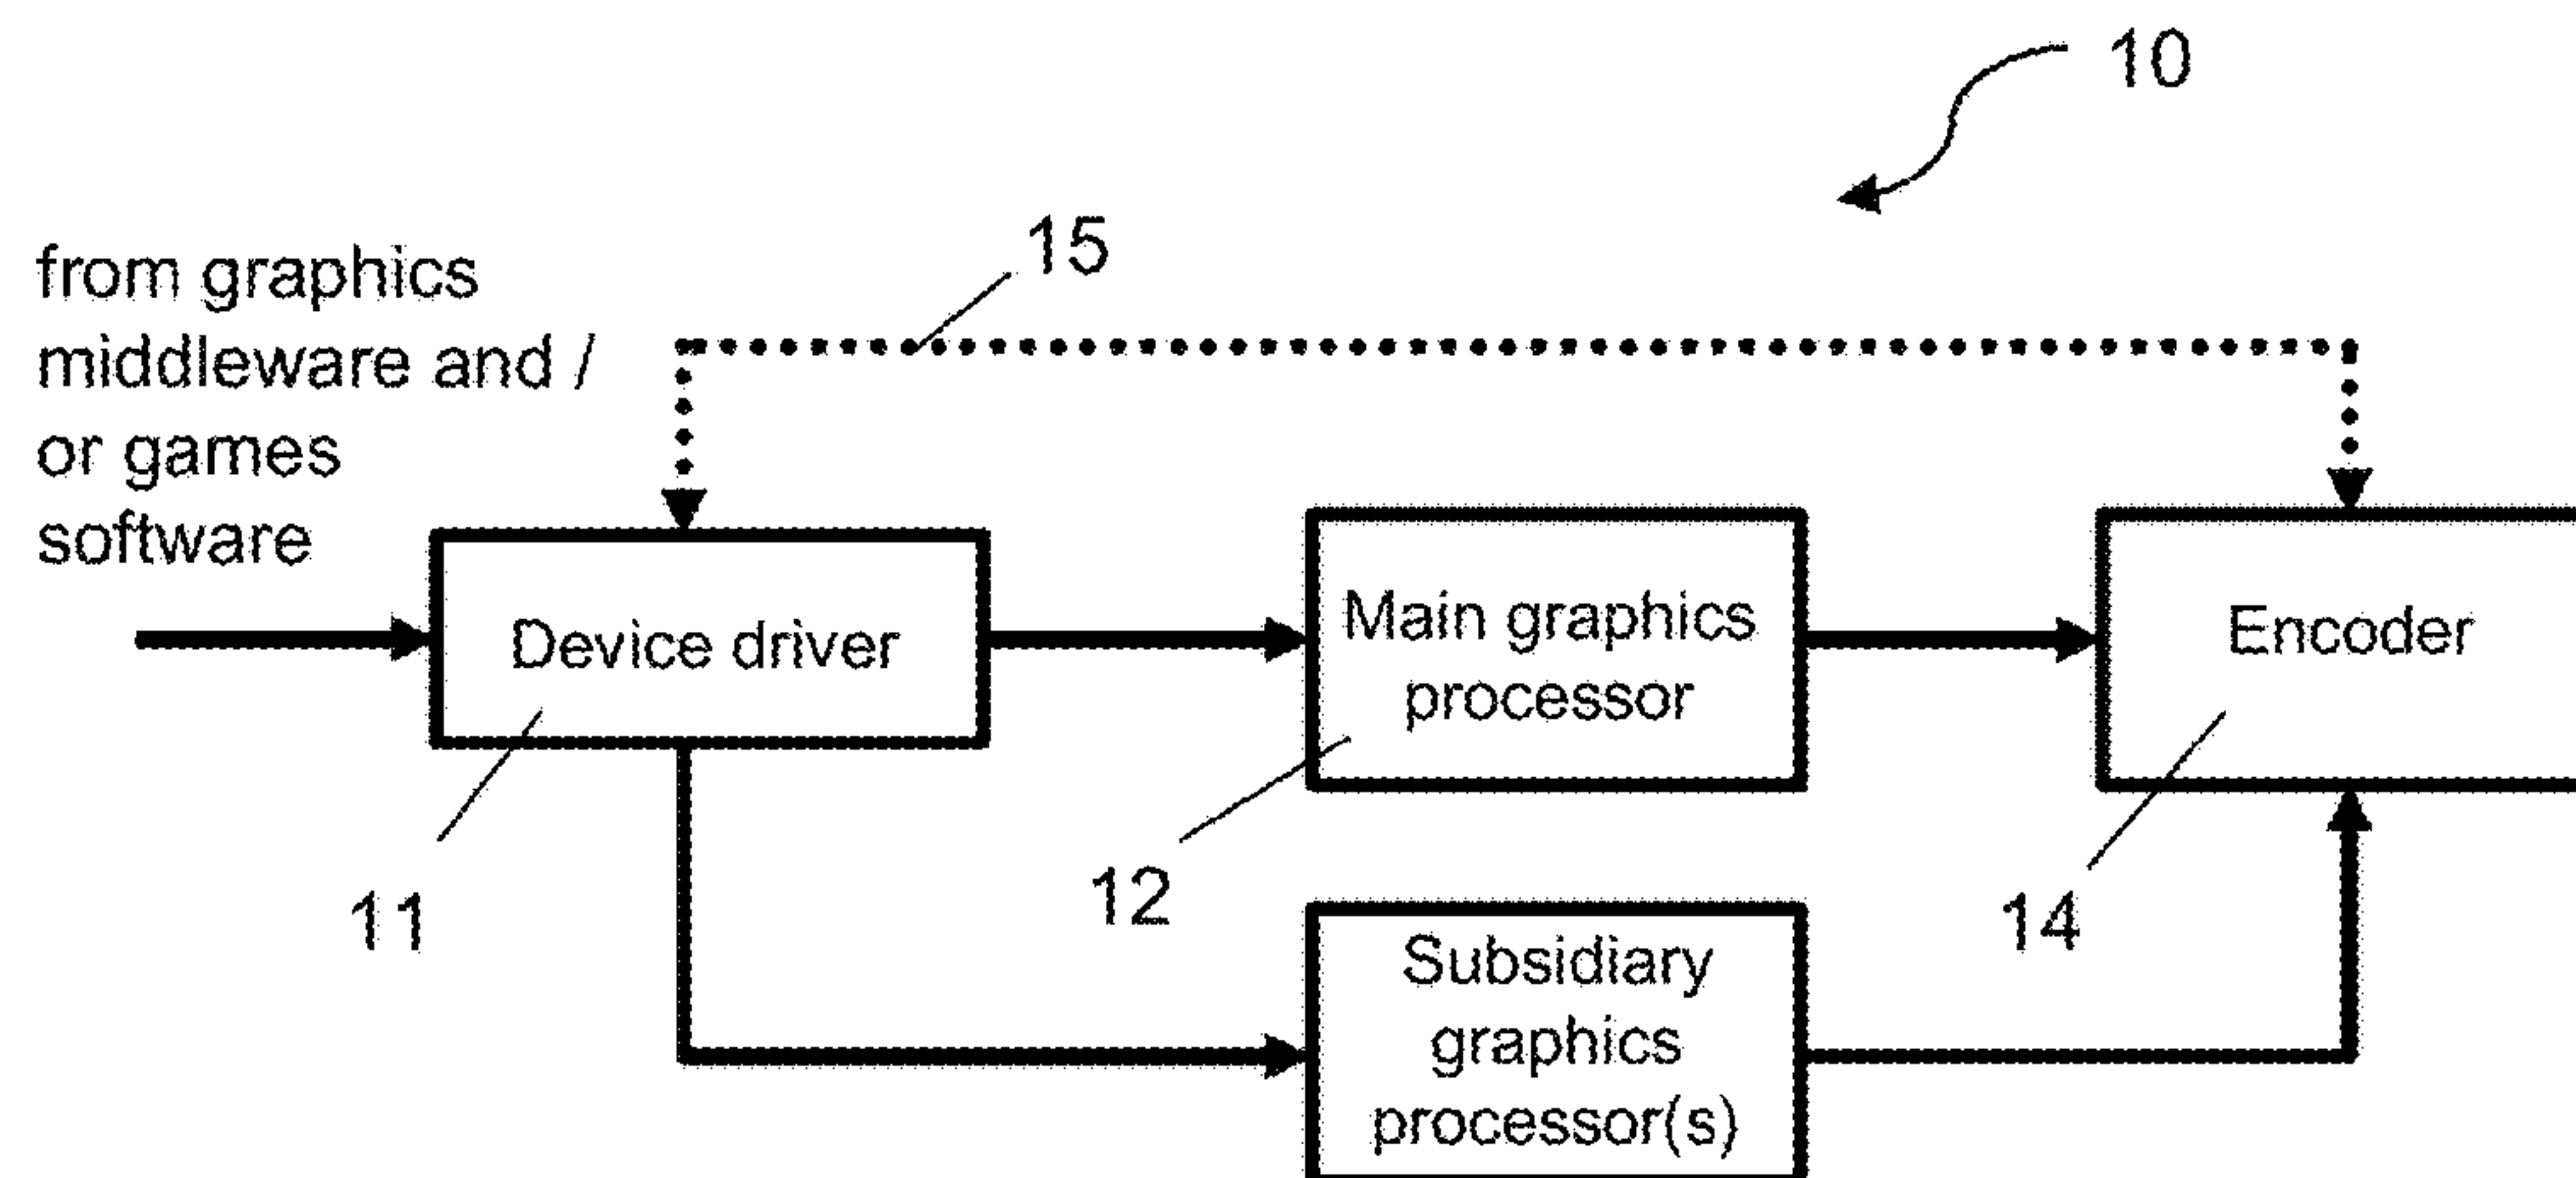 10
15
from graphics
middleware and /
or games
software
Device driver
Main graphics
processor
Encoder
11
12
14
Subsidiary
graphics
processor(s)